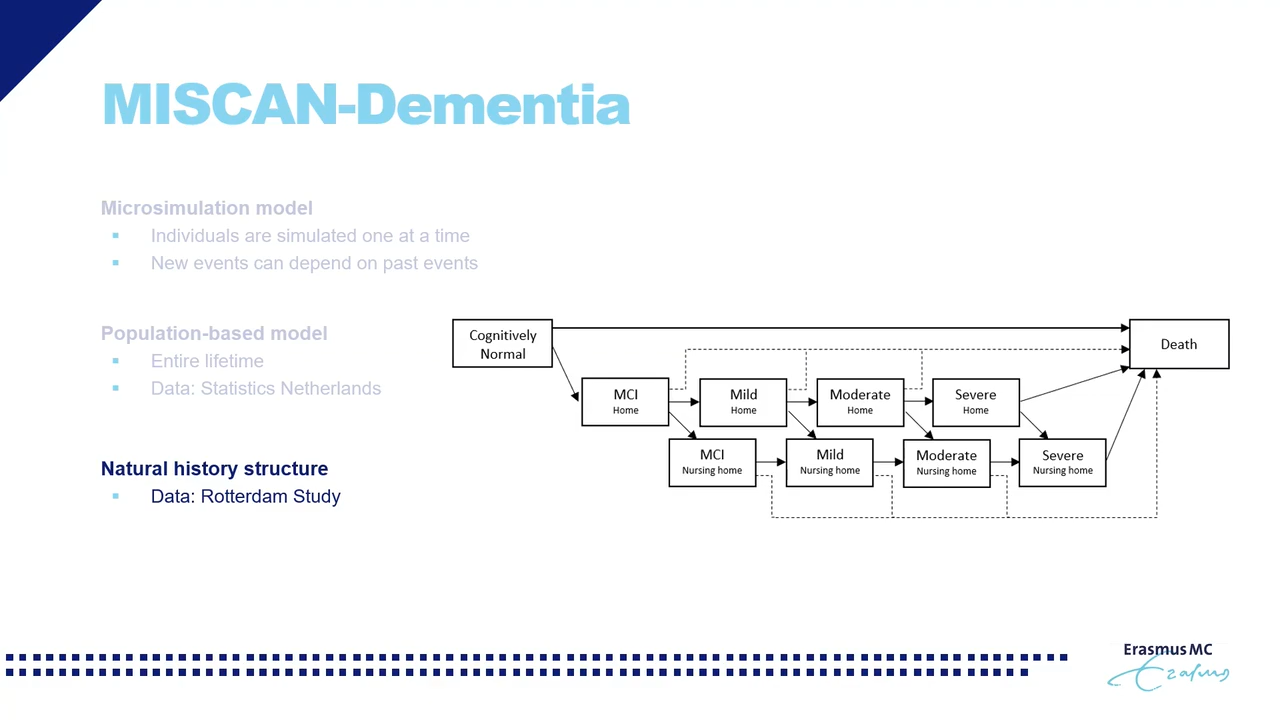 MISCAN-Dementia
Microsimulation model
Individuals are simulated one at a time
New events can depend on past events
Population-based model
Entire lifetime
Data: Statistics Netherlands
Natural history structure
Data: Rotterdam Study
Cognitively
Normal
Death
MCI
Home
Mild
Home
Moderate
Home
Severe
Home
MCI
Nursing home
Mild
Nursing home
Moderate
Nursing home
Severe
Nursing home
Erasmus MC
Erasmus